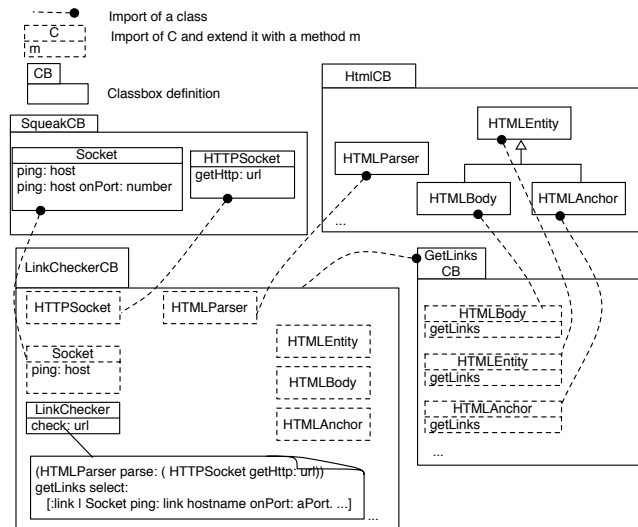 Import of a class
C
m
Import of C and extend it with a method m
CB
Classbox definition
SqueakCB
Socket
ping: host
ping: host onPort: number
HTTPSocket
getHttp: url
HtmlCB
HTMLEntity
HTMLParser
HTMLBody
HTMLAnchor
...
LinkCheckerCB
HTTPSocket
HTMLParser
Socket
ping: host
HTMLEntity
HTMLBody
HTMLAnchor
LinkChecker
check: url
(HTMLParser parse: ( HTTPSocket getHttp: url))
getLinks select:
[:link | Socket ping: link hostname onPort: aPort. ...]
...
GetLinks
CB
HTMLBody
getLinks
HTMLEntity
getLinks
HTMLAnchor
getLinks
...